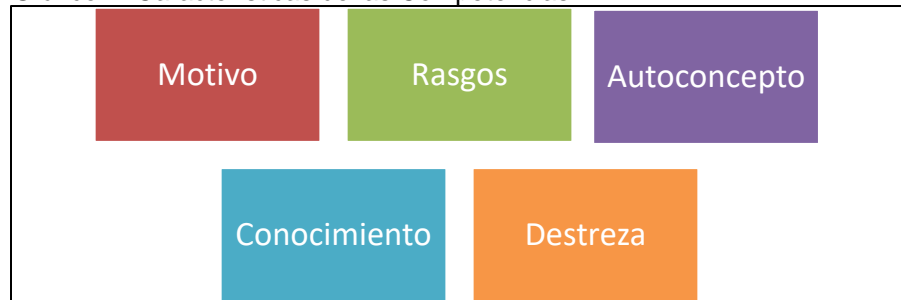 Motivo
Rasgos
Autoconcepto
Conocimiento
Destreza